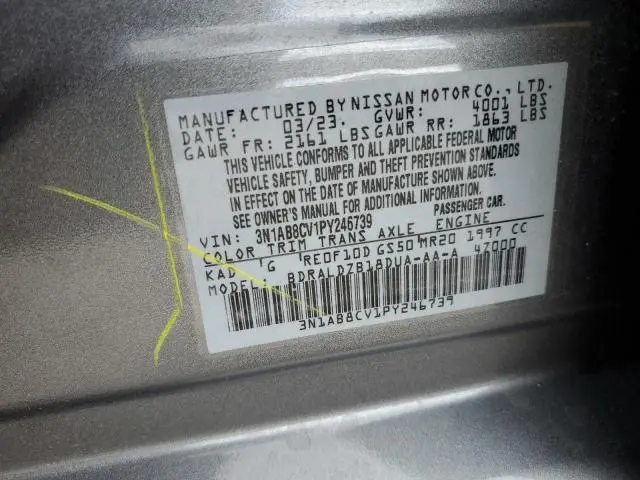 MANUFACTURED BY NISSAN MOTOR CO., LTD.
DATE: 03/23. GVWR: 4001 LBS
GAWR FR: 2161 LBS GAWR RR: 1863 LBS
THIS VEHICLE CONFORMS TO ALL APPLICABLE FEDERAL MOTOR
VEHICLE SAFETY, BUMPER AND THEFT PREVENTION STANDARDS
IN EFFECT ON THE DATE OF MANUFACTURE SHOWN ABOVE.
SEE OWNER'S MANUAL FOR ADDITIONAL INFORMATION.
VIN: 3N1AB8CV1PY246739 PASSENGER CAR.
COLOR TRIM TRANS AXLE ENGINE
KAD 'G RE0F10D GS50 MR20 1997 CC
MODEL: BDRALDZB18DUA-AA-A 47000
3N1AB8CV1PY246739